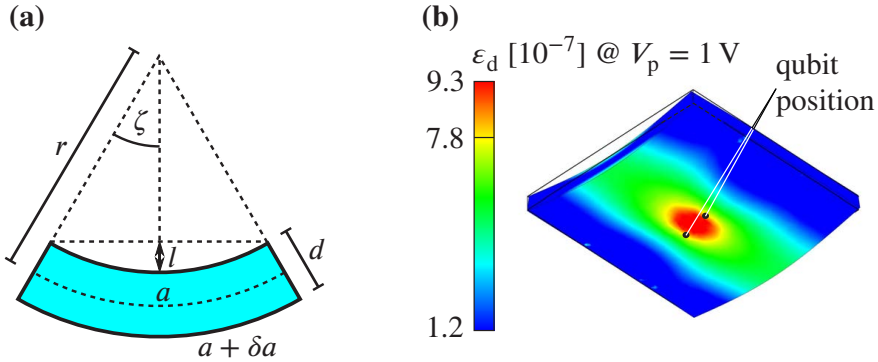 (a)
ζ
r
l
d
a
a + δa
(b)
ε_d [10⁻⁷] @ V_p = 1 V
9.3
7.8
1.2
qubit
position